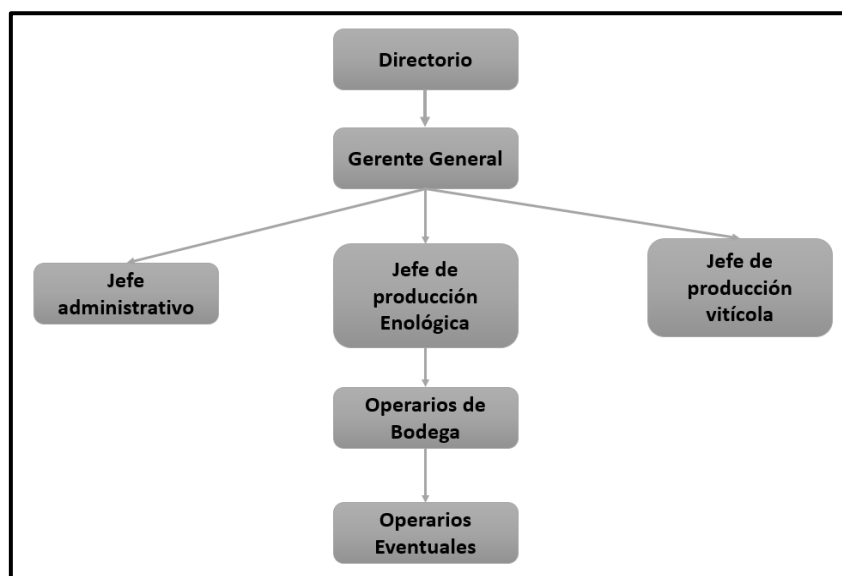 Directorio
Gerente General
Jefe
administrativo
Jefe de
producción
Enológica
Jefe de
producción
vitícola
Operarios de
Bodega
Operarios
Eventuales